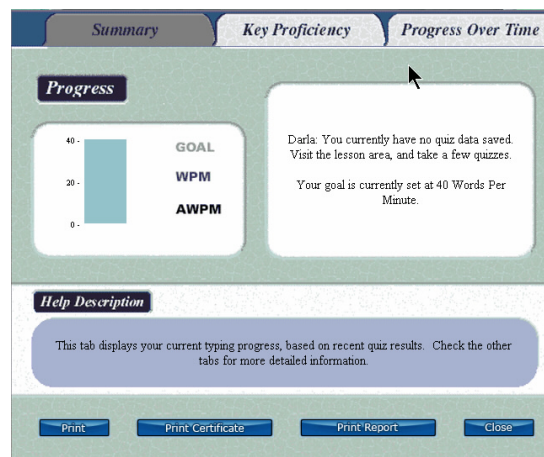 Summary
Key Proficiency
Progress Over Time
Progress
40 -
20 -
0 -
GOAL
WPM
AWPM
Darla: You currently have no quiz data saved.
Visit the lesson area, and take a few quizzes.
Your goal is currently set at 40 Words Per
Minute.
Help Description
This tab displays your current typing progress, based on recent quiz results.  Check the other
tabs for more detailed information.
Print
Print Certificate
Print Report
Close